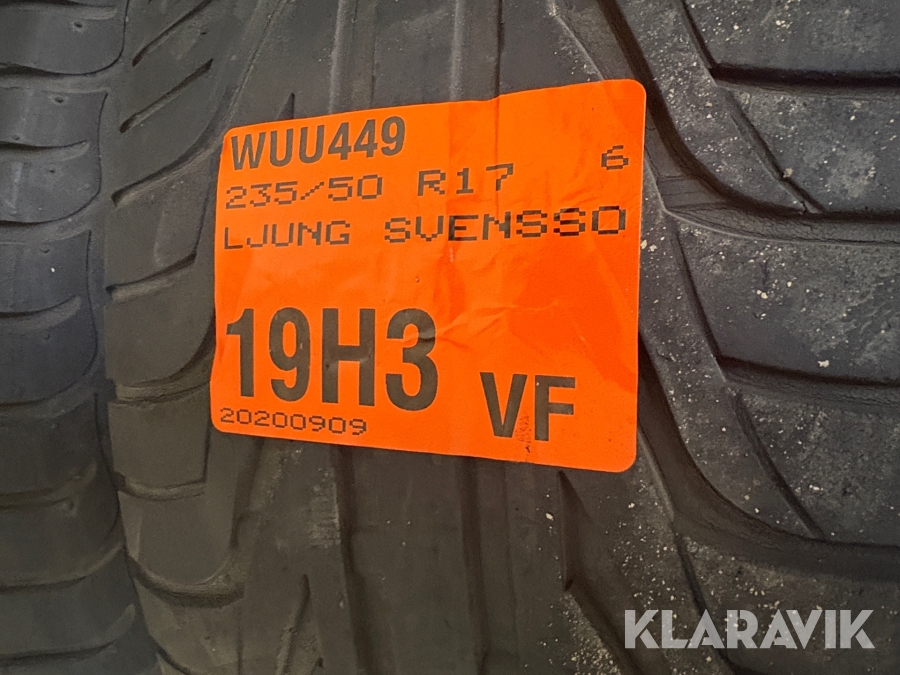 WUU449
235/50 R17 6
LJUNG SVENSSO
19H3 VF
20200909
KLARAVIK